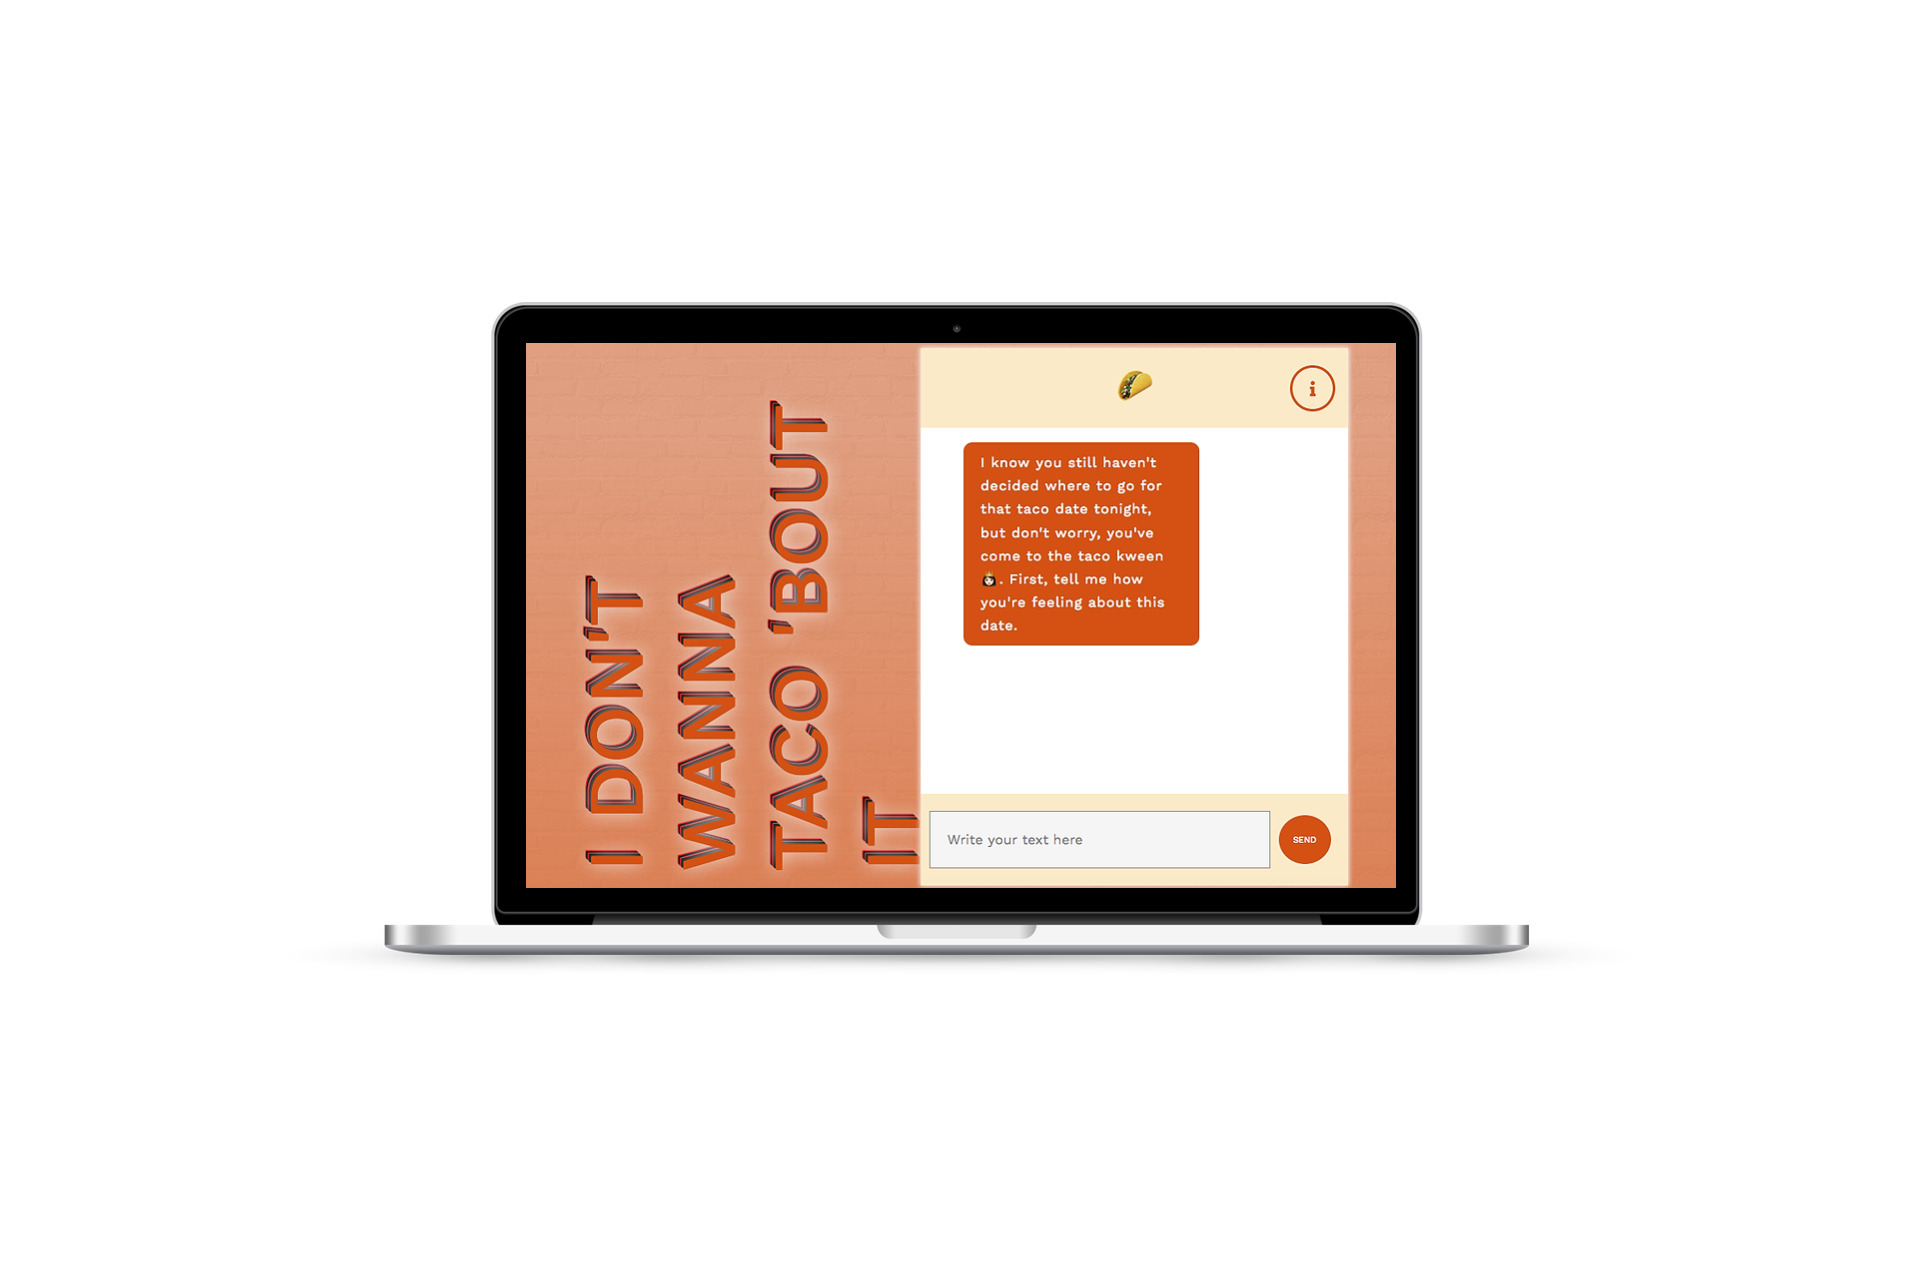 I DON'T
WANNA
TACO 'BOUT
IT
i
I know you still haven't
decided where to go for
that taco date tonight,
but don't worry, you've
come to the taco kween
👸🏻. First, tell me how
you're feeling about this
date.
Write your text here
SEND